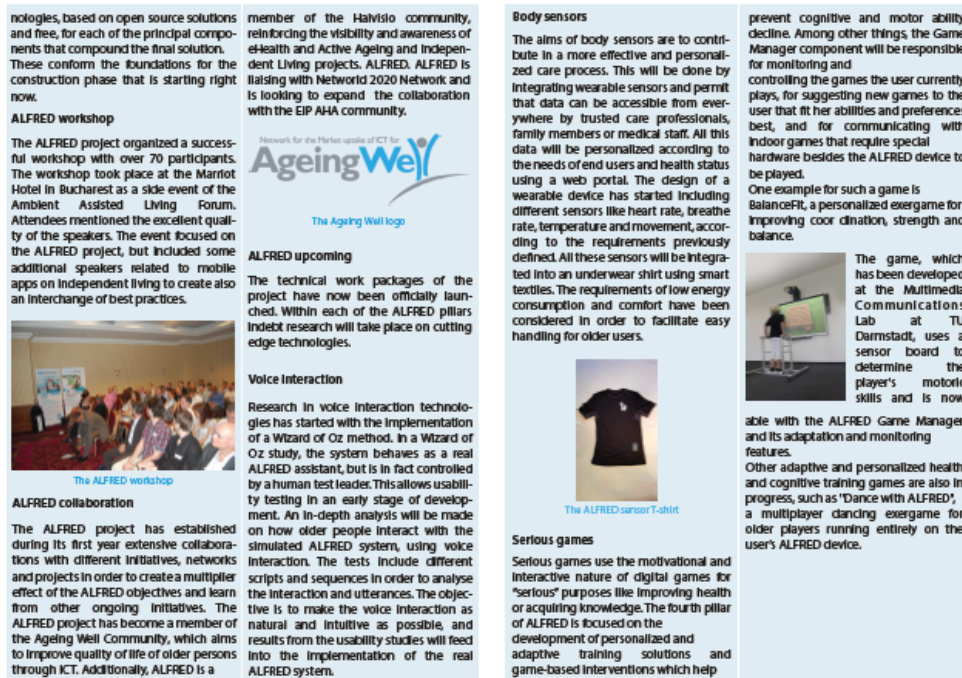 nologies, based on open source solutions
and free, for each of the principal compo-
nents that compound the final solution.
These conform the foundations for the
construction phase that is starting right
now.
ALFRED workshop
The ALFRED project organized a success-
ful workshop with over 70 participants.
The workshop took place at the Marriot
Hotel in Bucharest as a side event of the
Ambient Assisted Living Forum.
Attendees mentioned the excellent quali-
ty of the speakers. The event focused on
the ALFRED project, but included some
additional speakers related to mobile
apps on independent living to create also
an interchange of best practices.
The ALFRED workshop
ALFRED collaboration
The ALFRED project has established
during its first year extensive collabora-
tions with different initiatives, networks
and projects in order to create a multiplier
effect of the ALFRED objectives and learn
from other ongoing initiatives. The
ALFRED project has become a member of
the Ageing Well Community, which aims
to improve quality of life of older persons
through ICT. Additionally, ALFRED is a
member of the Halvisio community,
reinforcing the visibility and awareness of
eHealth and Active Ageing and Indepen-
dent Living projects. ALFRED. ALFRED is
liaising with Networld 2020 Network and
is looking to expand the collaboration
with the EIP AHA community.
Network for the Market uptake of ICT for
AgeingWell
The Ageing Well logo
ALFRED upcoming
The technical work packages of the
project have now been officially laun-
ched. Within each of the ALFRED pillars
indebt research will take place on cutting
edge technologies.
Voice Interaction
Research in voice interaction technolo-
gies has started with the implementation
of a Wizard of Oz method. In a Wizard of
Oz study, the system behaves as a real
ALFRED assistant, but is in fact controlled
by a human test leader. This allows usabili-
ty testing in an early stage of develop-
ment. An in-depth analysis will be made
on how older people interact with the
simulated ALFRED system, using voice
interaction. The tests include different
scripts and sequences in order to analyse
the interaction and utterances. The objec-
tive is to make the voice interaction as
natural and intuitive as possible, and
results from the usability studies will feed
into the implementation of the real
ALFRED system.
Body sensors
The aims of body sensors are to contri-
bute in a more effective and personali-
zed care process. This will be done by
integrating wearable sensors and permit
that data can be accessible from ever-
ywhere by trusted care professionals,
family members or medical staff. All this
data will be personalized according to
the needs of end users and health status
using a web portal. The design of a
wearable device has started including
different sensors like heart rate, breathe
rate, temperature and movement, accor-
ding to the requirements previously
defined. All these sensors will be integra-
ted into an underwear shirt using smart
textiles. The requirements of low energy
consumption and comfort have been
considered in order to facilitate easy
handling for older users.
The ALFRED sensor T-shirt
Serious games
Serious games use the motivational and
interactive nature of digital games for
"serious" purposes like improving health
or acquiring knowledge. The fourth pillar
of ALFRED is focused on the
development of personalized and
adaptive training solutions and
game-based interventions which help
prevent cognitive and motor ability
decline. Among other things, the Game
Manager component will be responsible
for monitoring and
controlling the games the user currently
plays, for suggesting new games to the
user that fit her abilities and preferences
best, and for communicating with
indoor games that require special
hardware besides the ALFRED device to
be played.
One example for such a game is
BalanceFit, a personalized exergame for
improving coor dination, strength and
balance.
The game, which
has been developed
at the Multimedia
Communications
Lab at TU
Darmstadt, uses a
sensor board to
determine the
player's motoric
skills and is now
able with the ALFRED Game Manager
and its adaptation and monitoring
features.
Other adaptive and personalized health
and cognitive training games are also in
progress, such as "Dance with ALFRED",
a multiplayer dancing exergame for
older players running entirely on the
user's ALFRED device.